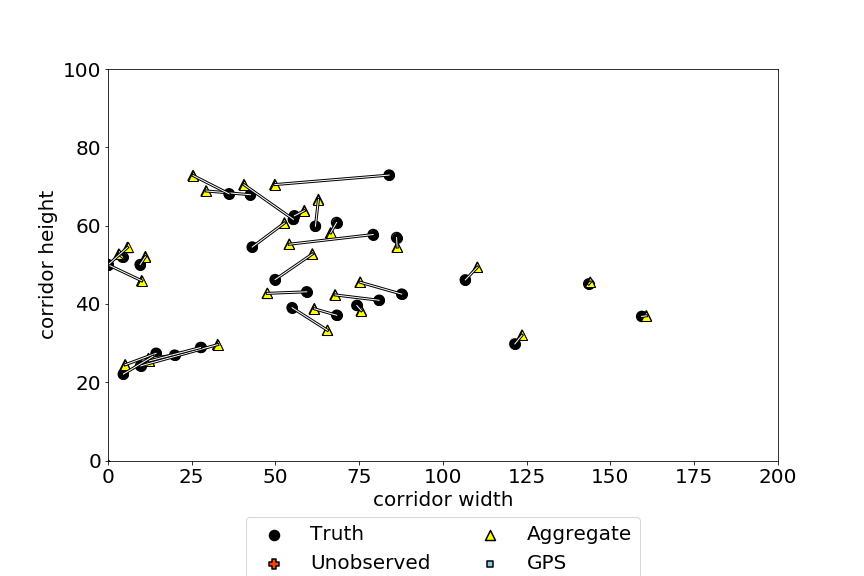 100
80
60
40
20
0
corridor height
0 25 50 75 100 125 150 175 200
corridor width
Truth Aggregate
Unobserved GPS